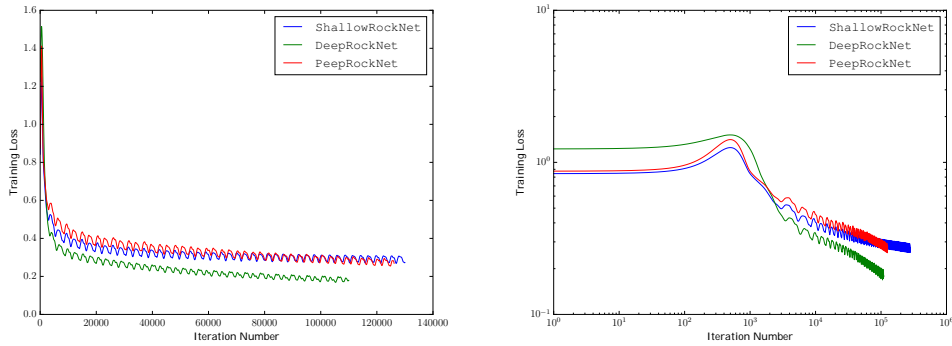 1.6
1.4
1.2
1.0
0.8
0.6
0.4
0.2
0.0
Training Loss
0 20000 40000 60000 80000 100000 120000 140000
Iteration Number
ShallowRockNet
DeepRockNet
PeepRockNet
10^1
10^0
10^-1
Training Loss
10^0 10^1 10^2 10^3 10^4 10^5 10^6
Iteration Number
ShallowRockNet
DeepRockNet
PeepRockNet